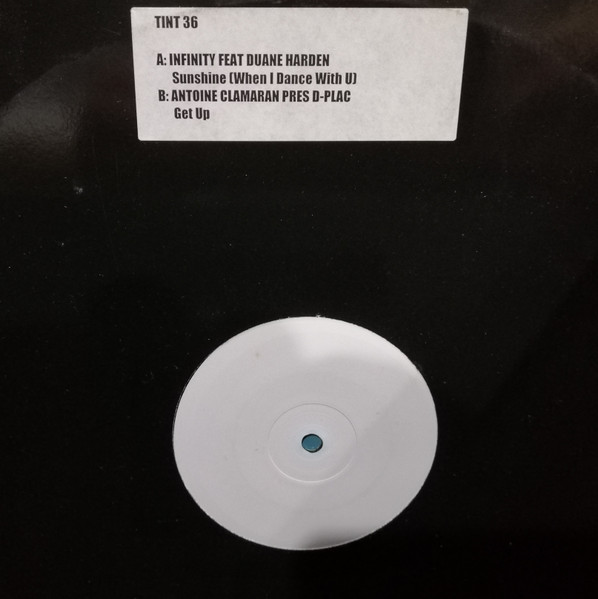 TINT 36
A: INFINITY FEAT DUANE HARDEN
Sunshine (When I Dance With U)
B: ANTOINE CLAMARAN PRES D-PLAC
Get Up